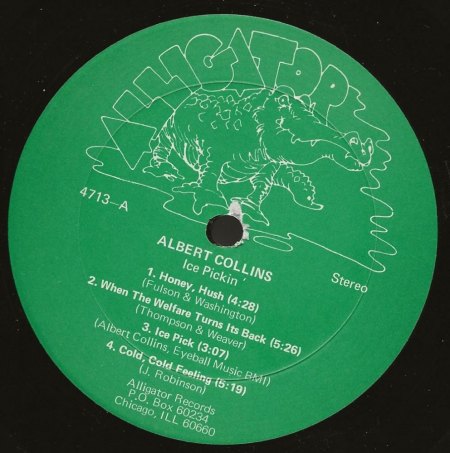 ALLIGATOR
4713-A
ALBERT COLLINS
Ice Pickin'
Stereo
1. Honey, Hush (4:28)
(Fulson & Washington)
2. When The Welfare Turns Its Back (5:26)
(Thompson & Weaver)
3. Ice Pick (3:07)
(Albert Collins, Eyeball Music BMI)
4. Cold, Cold Feeling (5:19)
(J. Robinson)
Alligator Records
P.O. Box 60234
Chicago, ILL 60660